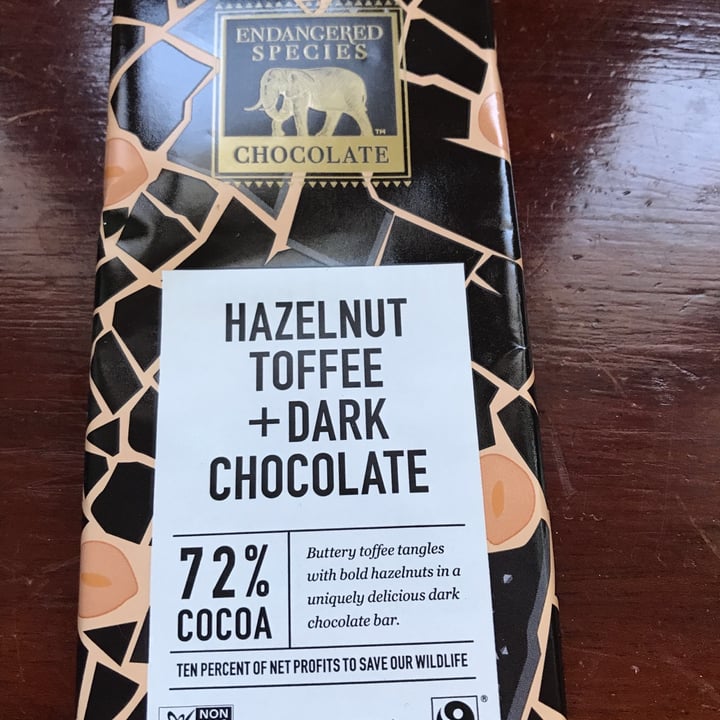 ENDANGERED
SPECIES
TM
CHOCOLATE
HAZELNUT
TOFFEE
+DARK
CHOCOLATE
72%
COCOA
Buttery toffee tangles
with bold hazelnuts in a
uniquely delicious dark
chocolate bar.
TEN PERCENT OF NET PROFITS TO SAVE OUR WILDLIFE
NON
®